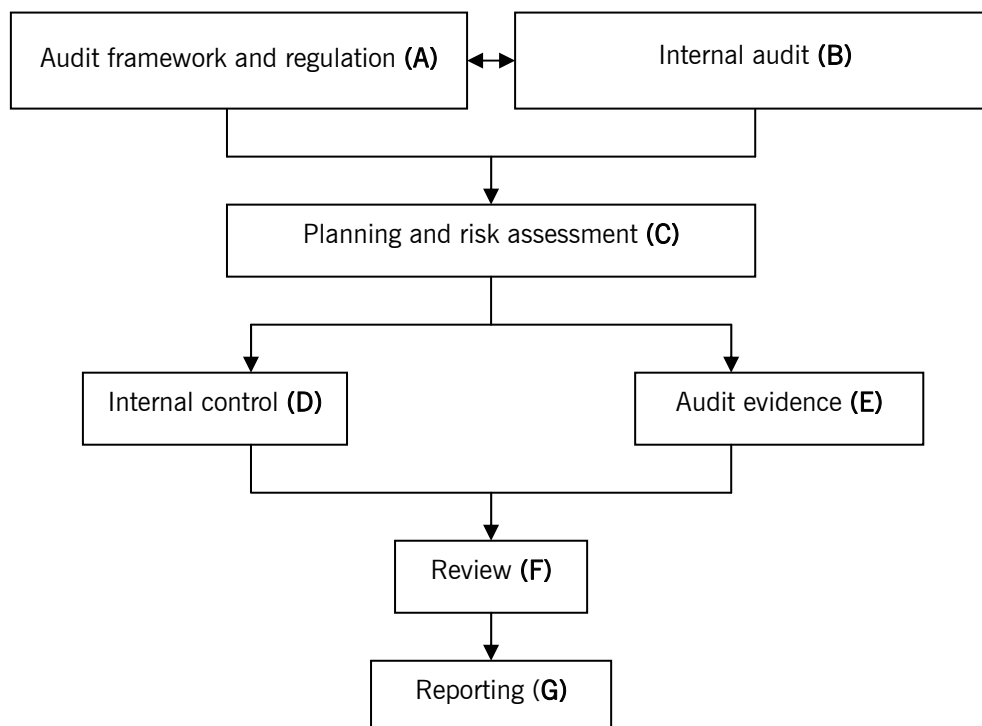 Audit framework and regulation (A)
Internal audit (B)
Planning and risk assessment (C)
Internal control (D)
Audit evidence (E)
Review (F)
Reporting (G)